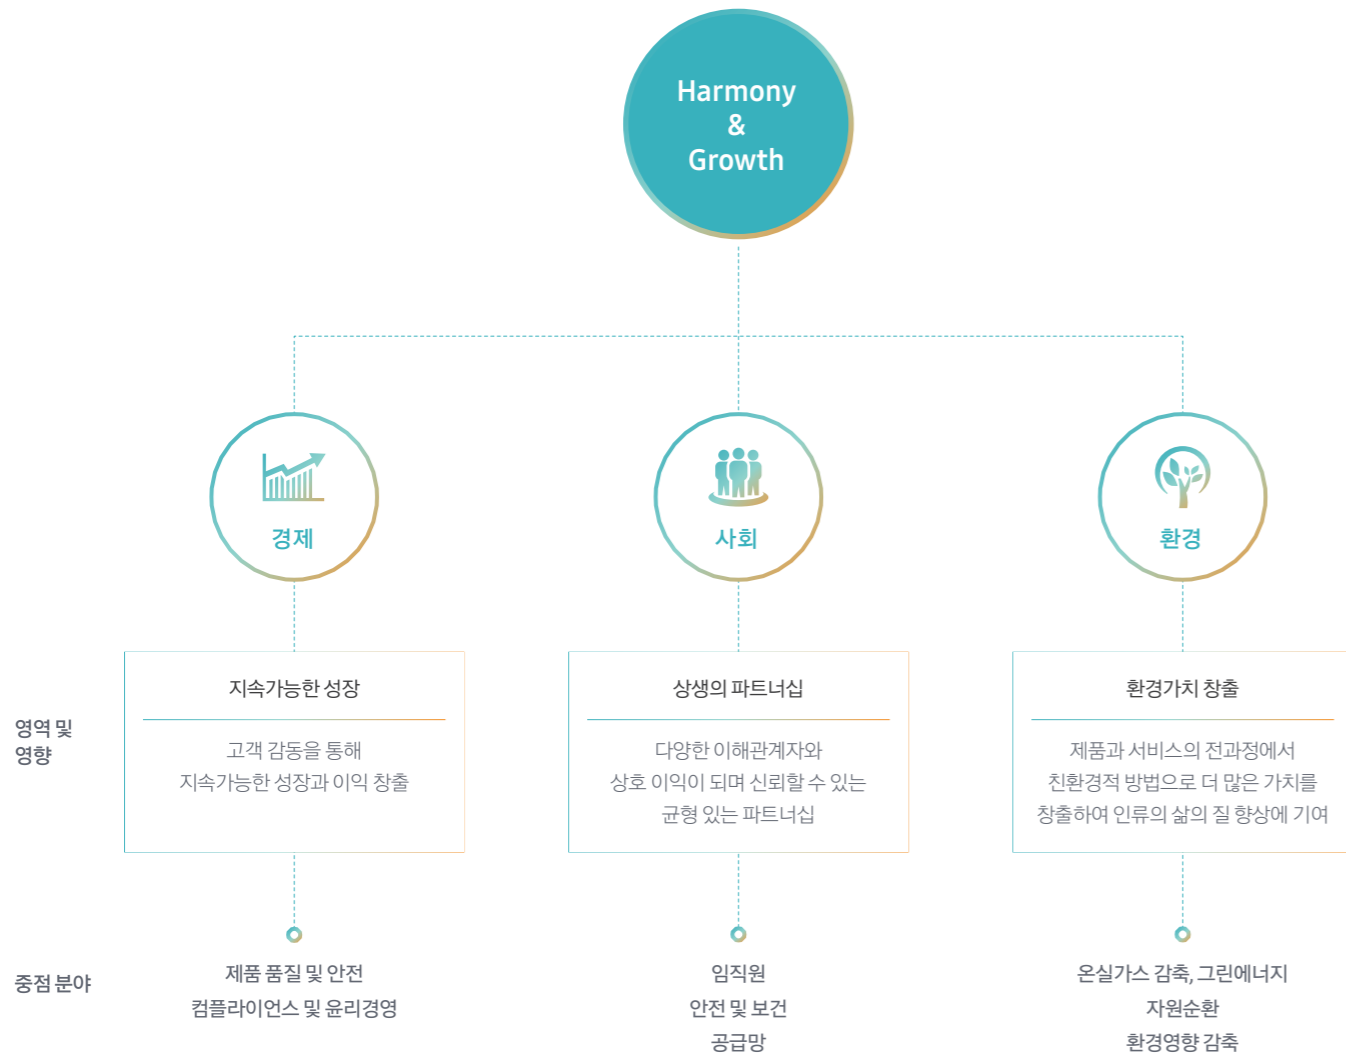 Harmony
&
Growth
경제
사회
환경
영역 및
영향
지속가능한 성장
고객 감동을 통해
지속가능한 성장과 이익 창출
상생의 파트너십
다양한 이해관계자와
상호 이익이 되며 신뢰할 수 있는
균형 있는 파트너십
환경가치 창출
제품과 서비스의 전과정에서
친환경적 방법으로 더 많은 가치를
창출하여 인류의 삶의 질 향상에 기여
중점 분야
제품 품질 및 안전
컴플라이언스 및 윤리경영
임직원
안전 및 보건
공급망
온실가스 감축, 그린에너지
자원순환
환경영향 감축